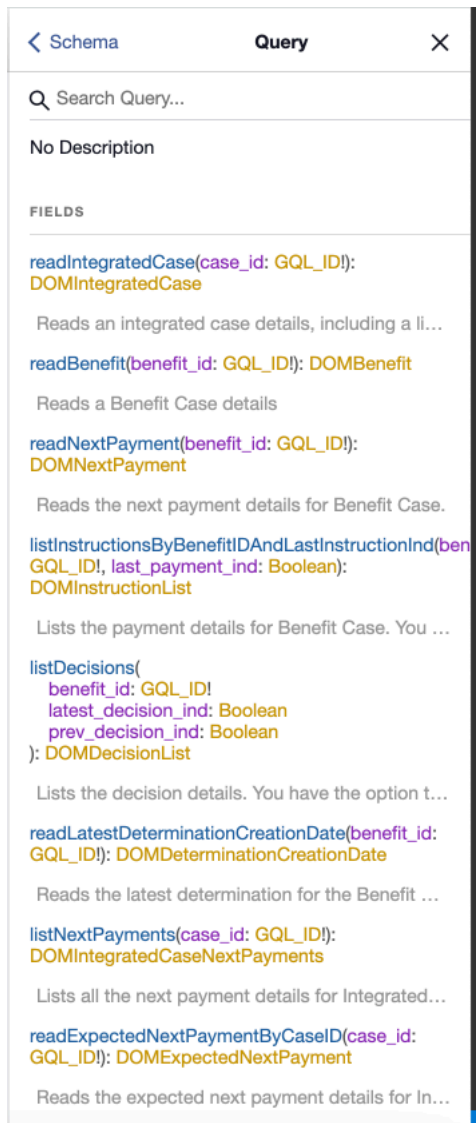 Schema
Query
Search Query...
No Description
FIELDS
readIntegratedCase(case_id: GQL_ID!):
DOMIntegratedCase
Reads an integrated case details, including a li...
readBenefit(benefit_id: GQL_ID!): DOMBenefit
Reads a Benefit Case details
readNextPayment(benefit_id: GQL_ID!):
DOMNextPayment
Reads the next payment details for Benefit Case.
listInstructionsByBenefitIDAndLastInstructionInd(ben
GQL_ID!, last_payment_ind: Boolean):
DOMInstructionList
Lists the payment details for Benefit Case. You ...
listDecisions(
benefit_id: GQL_ID!
latest_decision_ind: Boolean
prev_decision_ind: Boolean
): DOMDecisionList
Lists the decision details. You have the option t...
readLatestDeterminationCreationDate(benefit_id:
GQL_ID!): DOMDeterminationCreationDate
Reads the latest determination for the Benefit ...
listNextPayments(case_id: GQL_ID!):
DOMIntegratedCaseNextPayments
Lists all the next payment details for Integrated...
readExpectedNextPaymentByCaseID(case_id:
GQL_ID!): DOMExpectedNextPayment
Reads the expected next payment details for In...